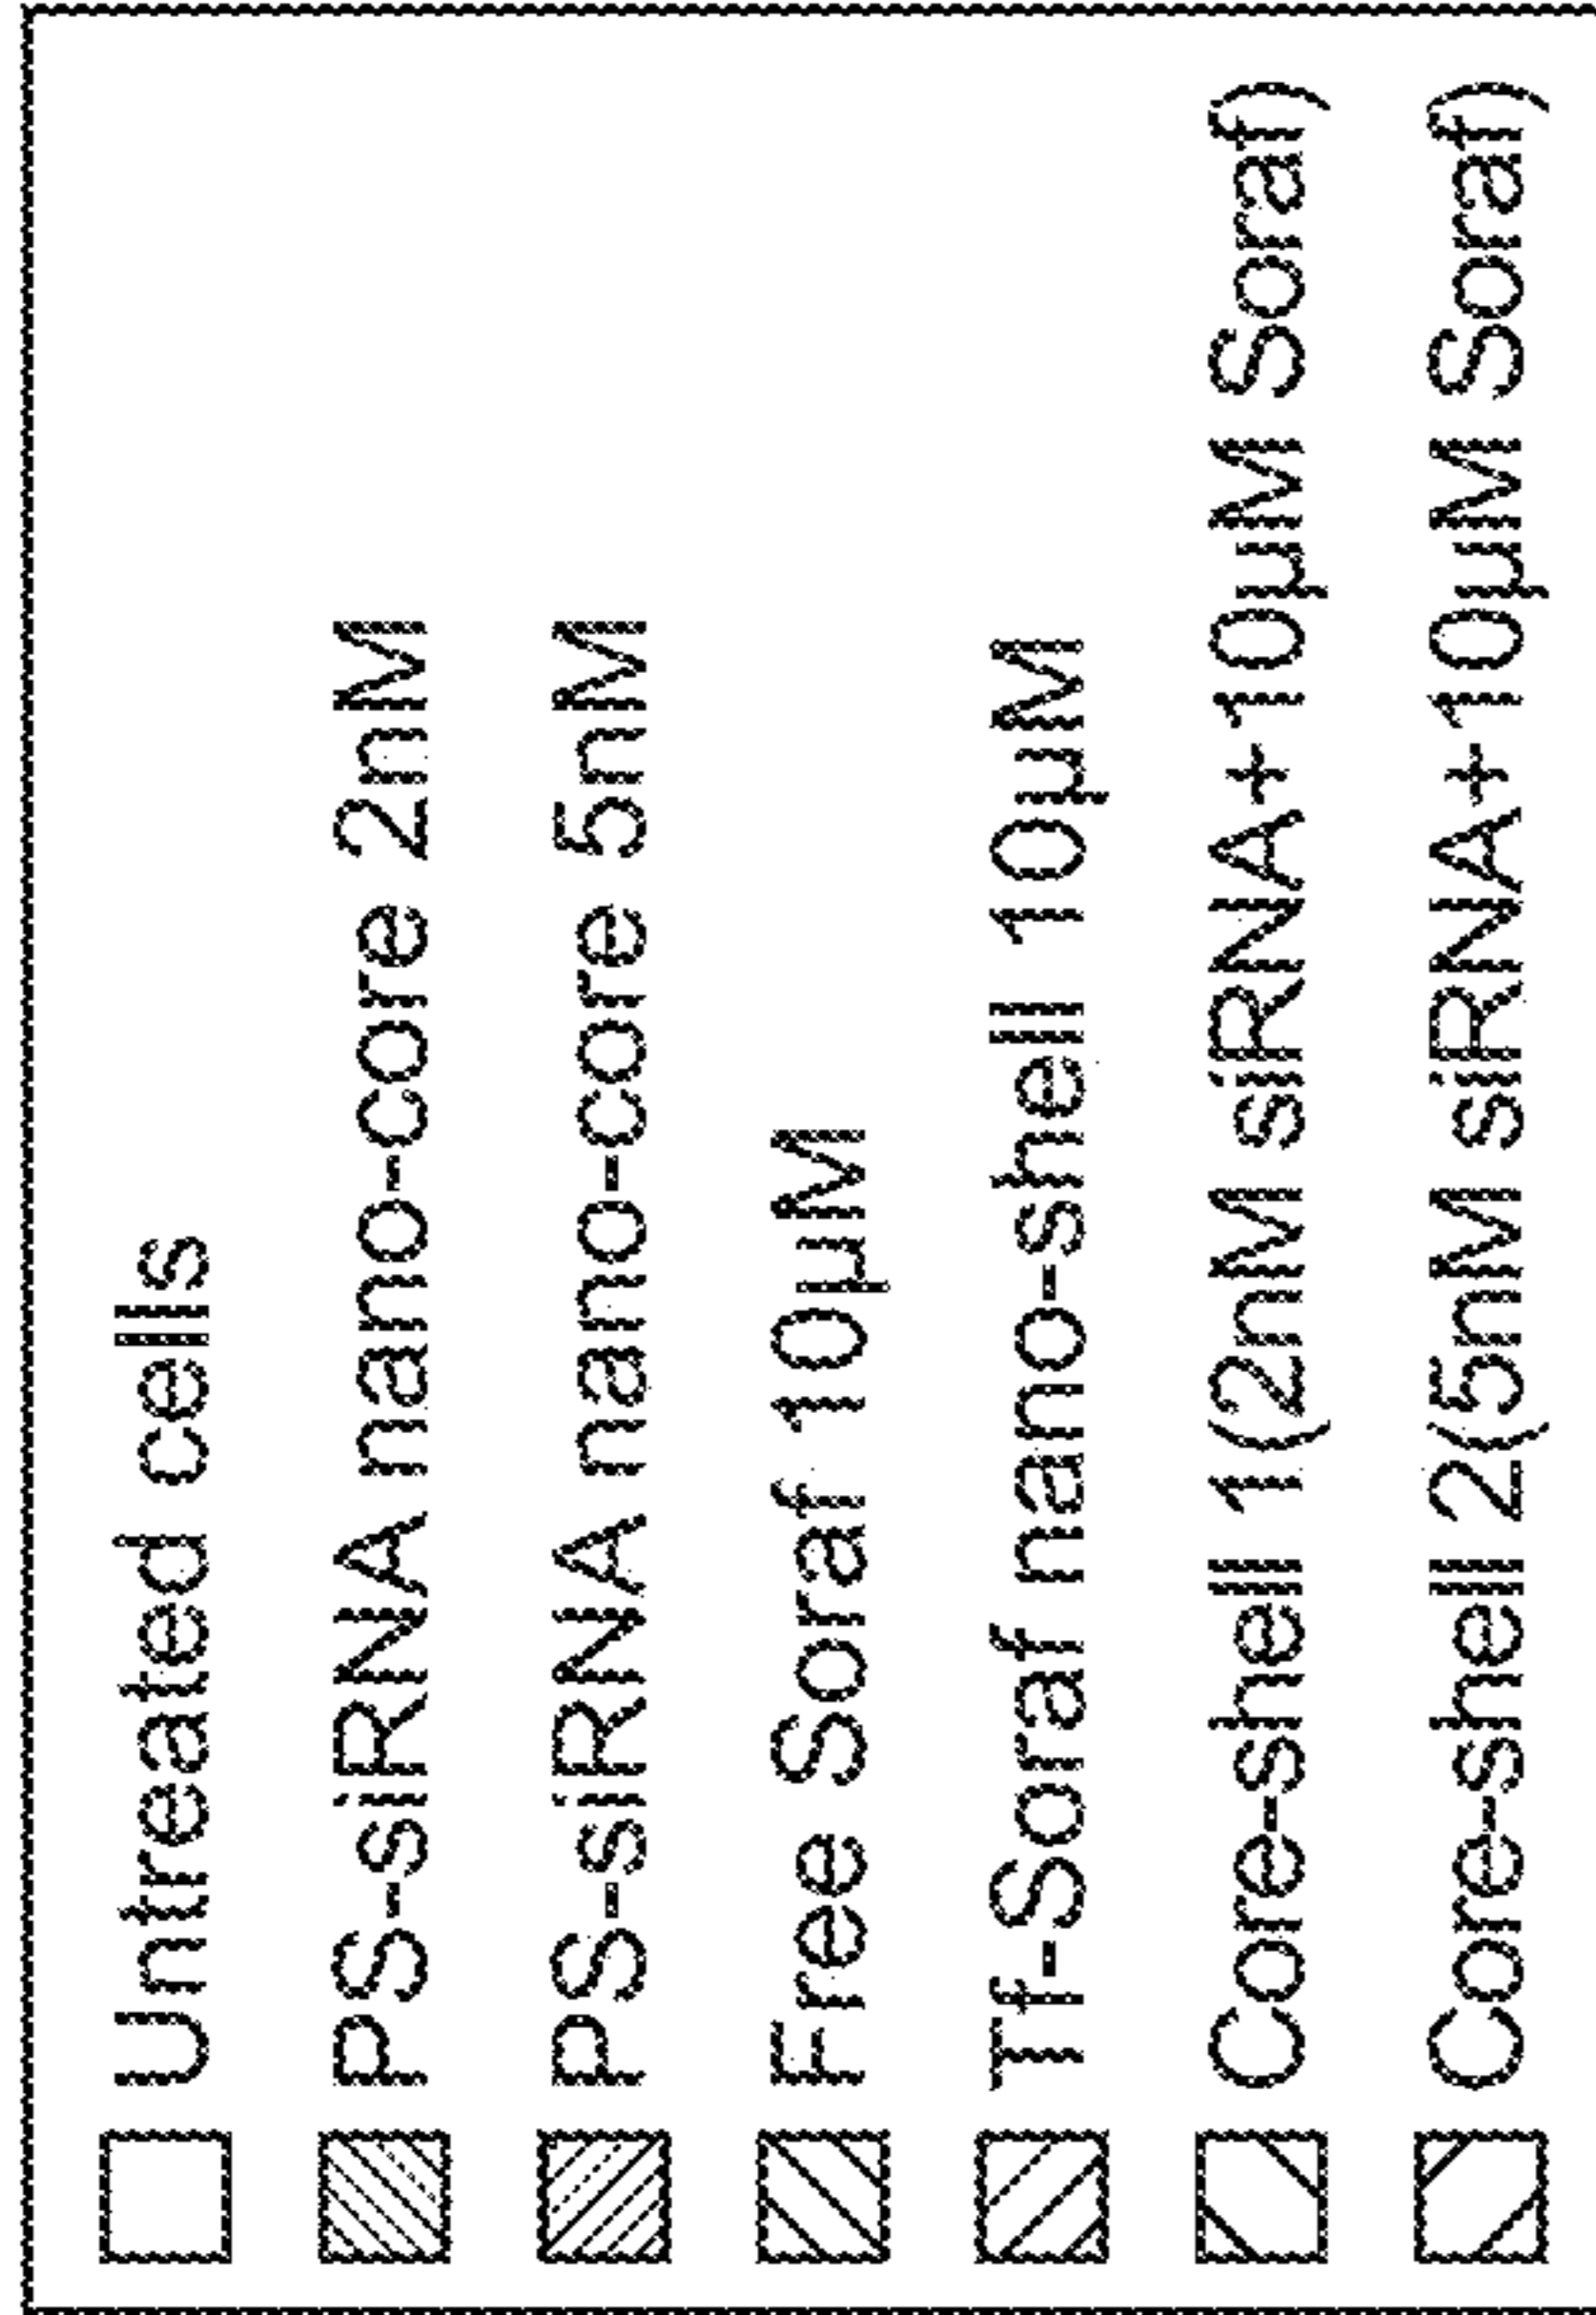 Untreated cells
PS-siRNA nano-core 2nM
PS-siRNA nano-core 5nM
Free Soraf 10µM
Tf-Soraf nano-shell 10µM
Core-shell 1(2nM siRNA+10µM Soraf)
Core-shell 2(5nM siRNA+10µM Soraf)